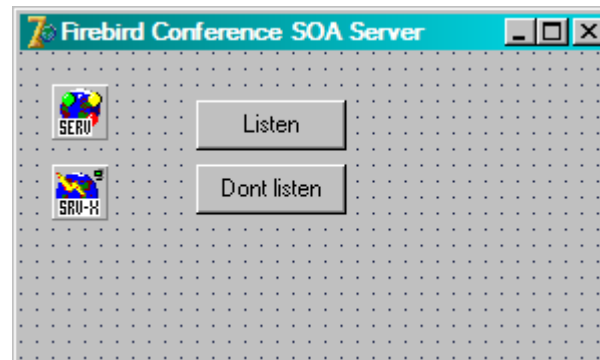 Firebird Conference SOA Server
SERV
Listen
SRV-X
Dont listen